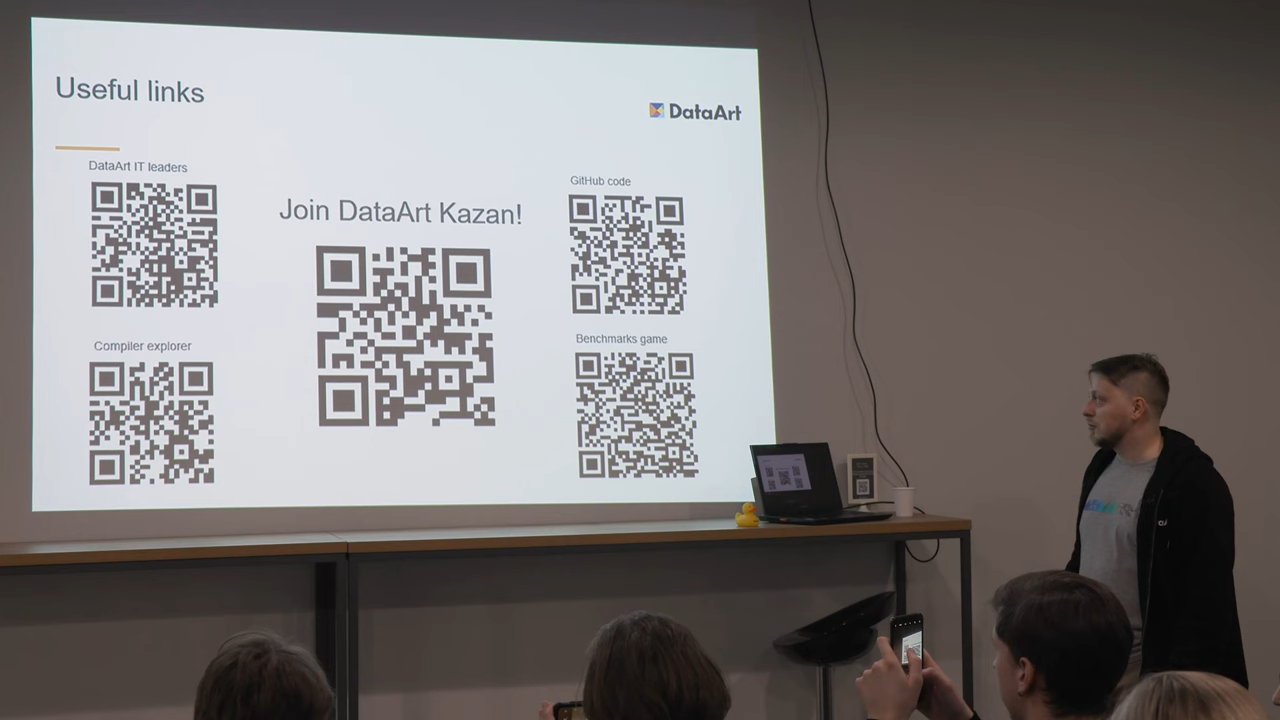 Useful links
DataArt
DataArt IT leaders
GitHub code
Join DataArt Kazan!
Compiler explorer
Benchmarks game